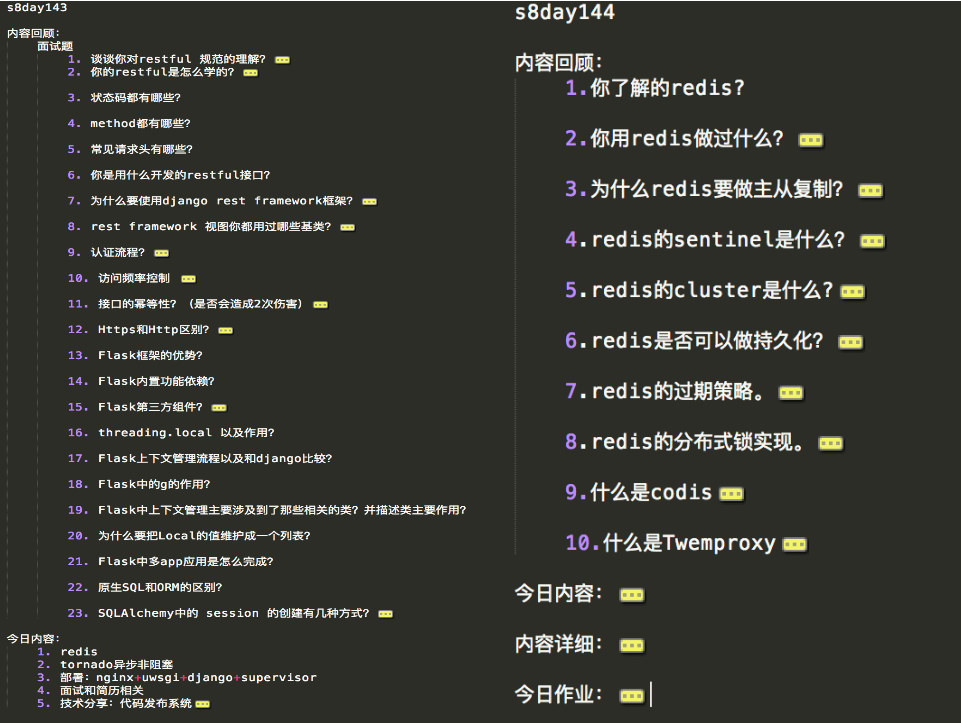 s8day143
内容回顾：
面试题
1. 谈谈你对restful 规范的理解？
2. 你的restful是怎么学的？
3. 状态码都有哪些？
4. method都有哪些？
5. 常见请求头有哪些？
6. 你是用什么开发的restful接口？
7. 为什么要使用django rest framework框架？
8. rest framework 视图你都用过哪些基类？
9. 认证流程？
10. 访问频率控制
11. 接口的幂等性？（是否会造成2次伤害）
12. Https和Http区别？
13. Flask框架的优势？
14. Flask内置功能依赖？
15. Flask第三方组件？
16. threading.local 以及作用？
17. Flask上下文管理流程以及和django比较？
18. Flask中的g的作用？
19. Flask中上下文管理主要涉及到了那些相关的类？并描述类主要作用？
20. 为什么要把Local的值维护成一个列表？
21. Flask中多app应用是怎么完成？
22. 原生SQL和ORM的区别？
23. SQLAlchemy中的 session 的创建有几种方式？
今日内容：
1. redis
2. tornado异步非阻塞
3. 部署：nginx+uwsgi+django+supervisor
4. 面试和简历相关
5. 技术分享：代码发布系统
s8day144
内容回顾：
1.你了解的redis？
2.你用redis做过什么？
3.为什么redis要做主从复制？
4.redis的sentinel是什么？
5.redis的cluster是什么？
6.redis是否可以做持久化？
7.redis的过期策略。
8.redis的分布式锁实现。
9.什么是codis
10.什么是Twemproxy
今日内容：
内容详细：
今日作业：